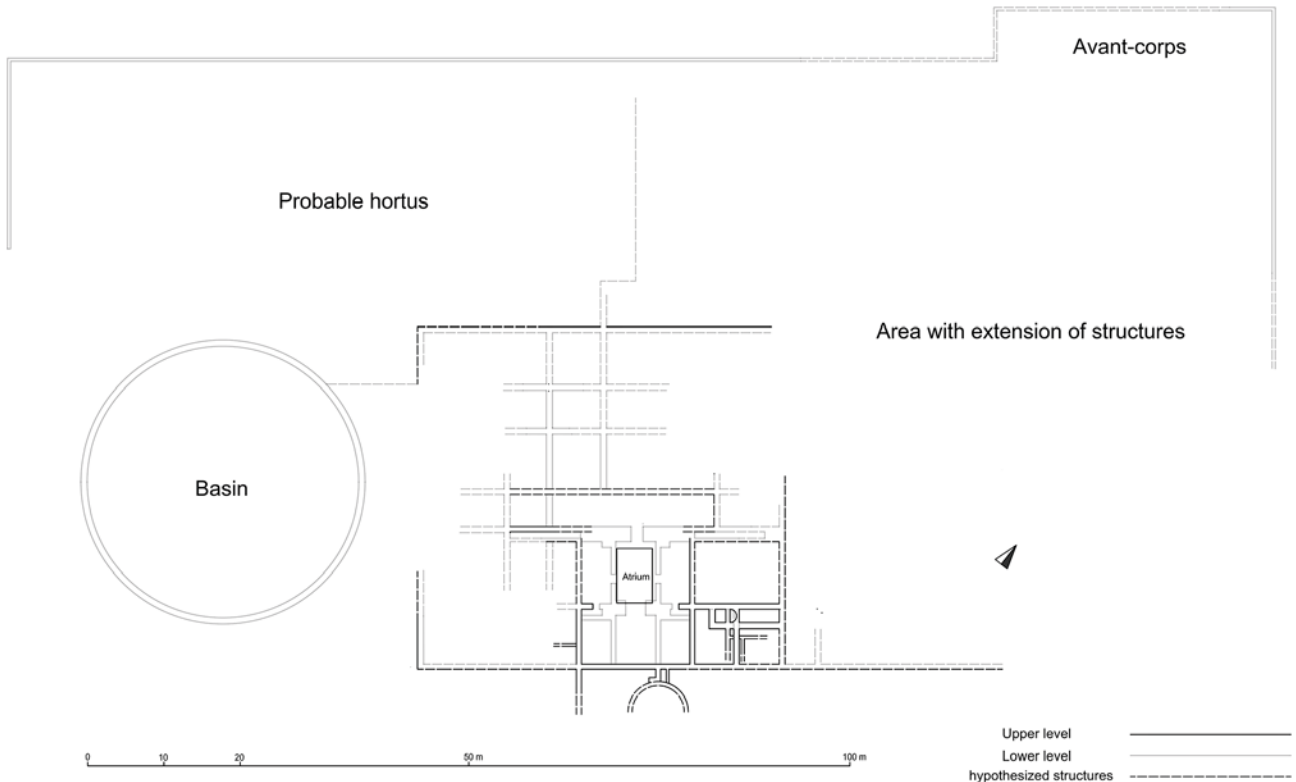 Avant-corps
Probable hortus
Area with extension of structures
Basin
Atrium
0 10 20 50 m 100 m
Upper level
Lower level
hypothesized structures